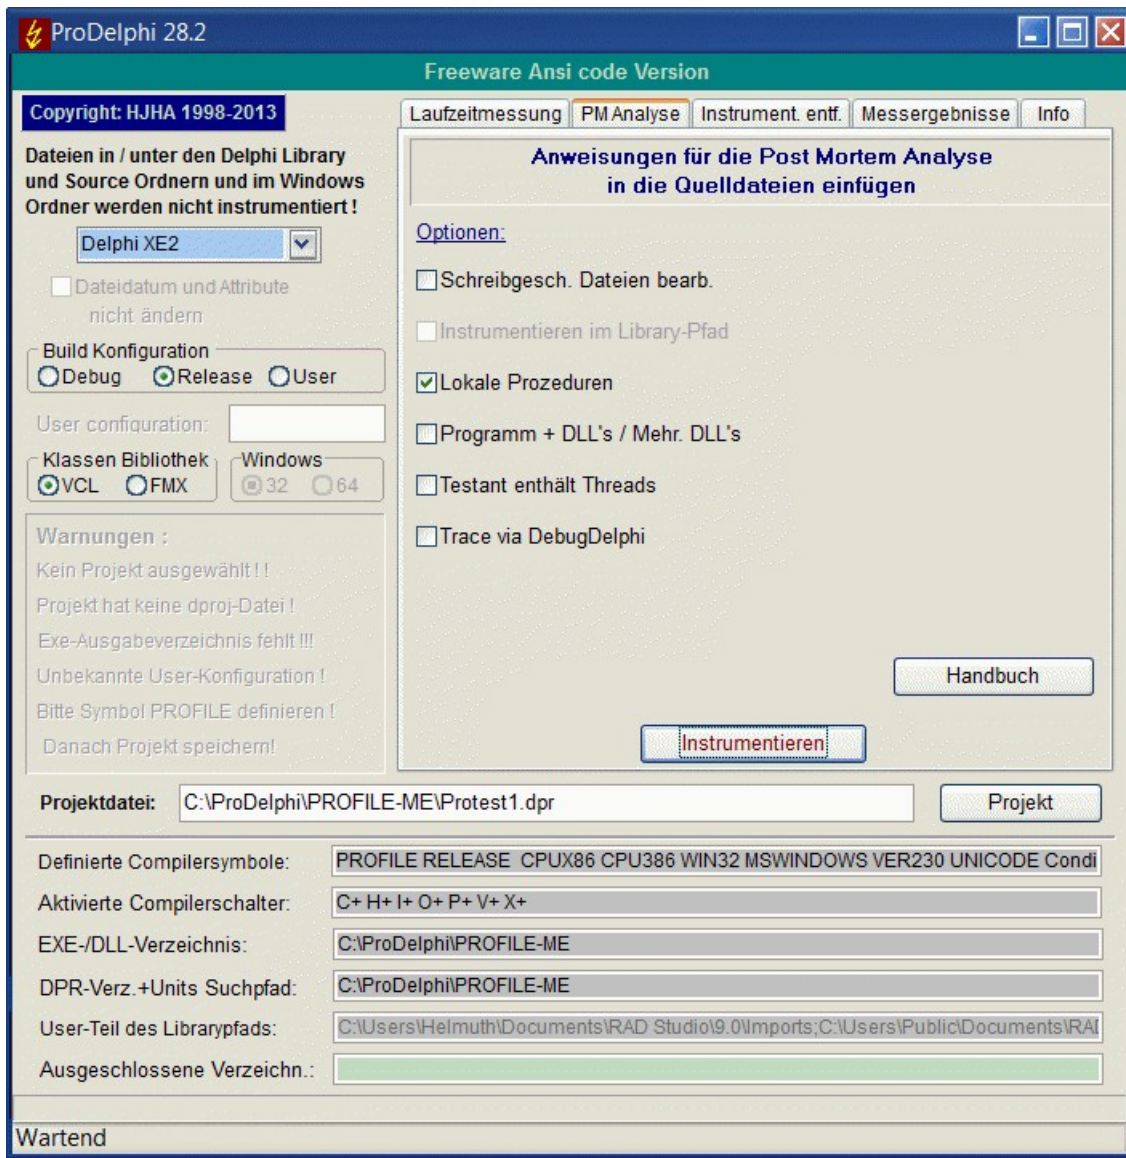 ProDelphi 28.2
Freeware Ansi code Version
Copyright: HJHA 1998-2013
Dateien in / unter den Delphi Library
und Source Ordnern und im Windows
Ordner werden nicht instrumentiert !
Delphi XE2
Dateidatum und Attribute
nicht ändern
Build Konfiguration
Debug Release User
User configuration:
Klassen Bibliothek Windows
VCL FMX 32 64
Warnungen :
Kein Projekt ausgewählt ! !
Projekt hat keine dproj-Datei !
Exe-Ausgabeverzeichnis fehlt !!!
Unbekannte User-Konfiguration !
Bitte Symbol PROFILE definieren !
Danach Projekt speichern!
Laufzeitmessung PM Analyse Instrument. entf. Messergebnisse Info
Anweisungen für die Post Mortem Analyse
in die Quelldateien einfügen
Optionen:
Schreibgesch. Dateien bearb.
Instrumentieren im Library-Pfad
Lokale Prozeduren
Programm + DLL's / Mehr. DLL's
Testant enthält Threads
Trace via DebugDelphi
Handbuch
Instrumentieren
Projektdatei: C:\ProDelphi\PROFILE-ME\Protest1.dpr Projekt
Definierte Compilersymbole: PROFILE RELEASE CPUX86 CPU386 WIN32 MSWINDOWS VER230 UNICODE Condi
Aktivierte Compilerschalter: C+ H+ I+ O+ P+ V+ X+
EXE-/DLL-Verzeichnis: C:\ProDelphi\PROFILE-ME
DPR-Verz.+Units Suchpfad: C:\ProDelphi\PROFILE-ME
User-Teil des Librarypfads: C:\Users\Helmuth\Documents\RAD Studio\9.0\Imports;C:\Users\Public\Documents\RAD
Ausgeschlossene Verzeichn.:
Wartend